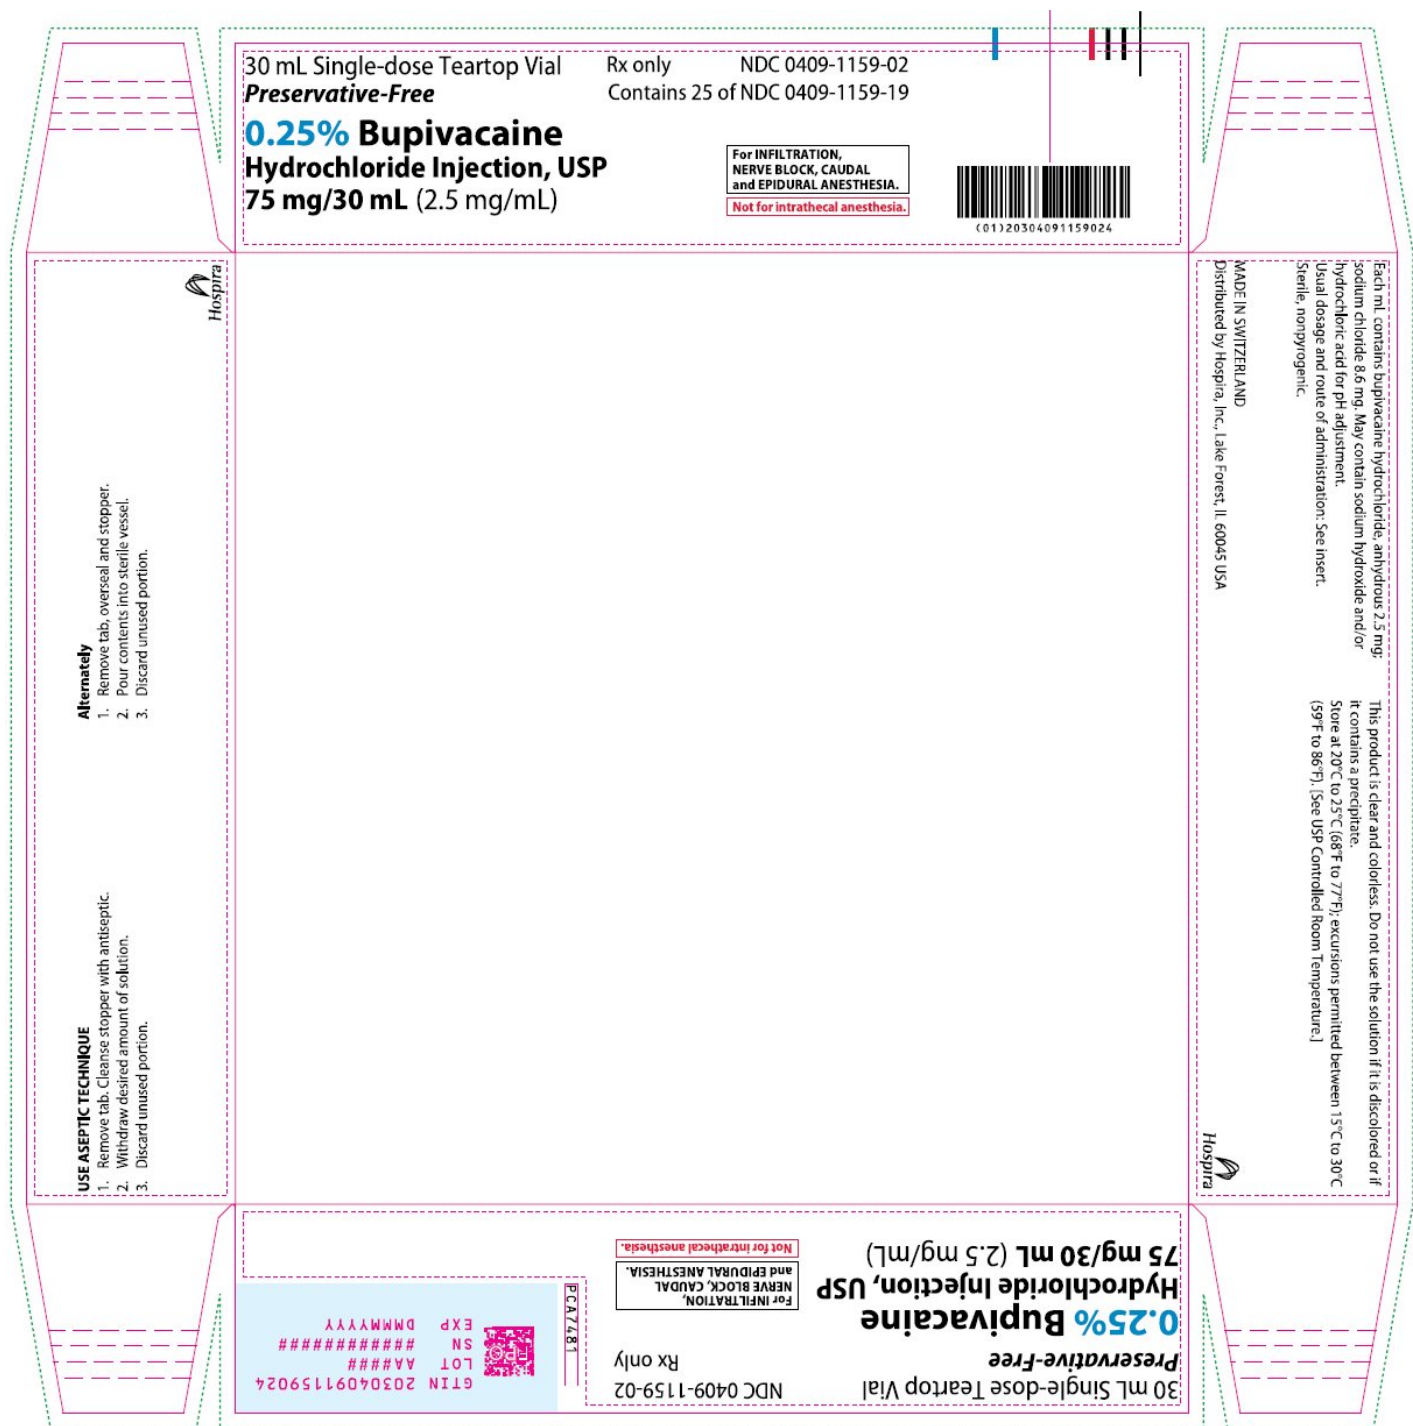 30 mL Single-dose Teartop Vial
Preservative-Free
0.25% Bupivacaine
Hydrochloride Injection, USP
75 mg/30 mL (2.5 mg/mL)
Rx only NDC 0409-1159-02
Contains 25 of NDC 0409-1159-19
For INFILTRATION,
NERVE BLOCK, CAUDAL
and EPIDURAL ANESTHESIA.
Not for intrathecal anesthesia.
(01)20304091159024
Hospira
Alternately
1. Remove tab, overseal and stopper.
2. Pour contents into sterile vessel.
3. Discard unused portion.
USE ASEPTIC TECHNIQUE
1. Remove tab. Cleanse stopper with antiseptic.
2. Withdraw desired amount of solution.
3. Discard unused portion.
Each mL contains bupivacaine hydrochloride, anhydrous 2.5 mg;
sodium chloride 8.6 mg. May contain sodium hydroxide and/or
hydrochloric acid for pH adjustment.
Usual dosage and route of administration: See insert.
Sterile, nonpyrogenic.
MADE IN SWITZERLAND
Distributed by Hospira, Inc., Lake Forest, IL 60045 USA
This product is clear and colorless. Do not use the solution if it is discolored or if
it contains a precipitate.
Store at 20°C to 25°C (68°F to 77°F); excursions permitted between 15°C to 30°C
(59°F to 86°F). [See USP Controlled Room Temperature.]
Hospira
30 mL Single-dose Teartop Vial
Preservative-Free
0.25% Bupivacaine
Hydrochloride Injection, USP
75 mg/30 mL (2.5 mg/mL)
NDC 0409-1159-02
Rx only
For INFILTRATION,
NERVE BLOCK, CAUDAL
and EPIDURAL ANESTHESIA.
Not for intrathecal anesthesia.
PCA7481
GTIN 20304091159024
LOT AA####
SN ############
EXP DMMMYYYY